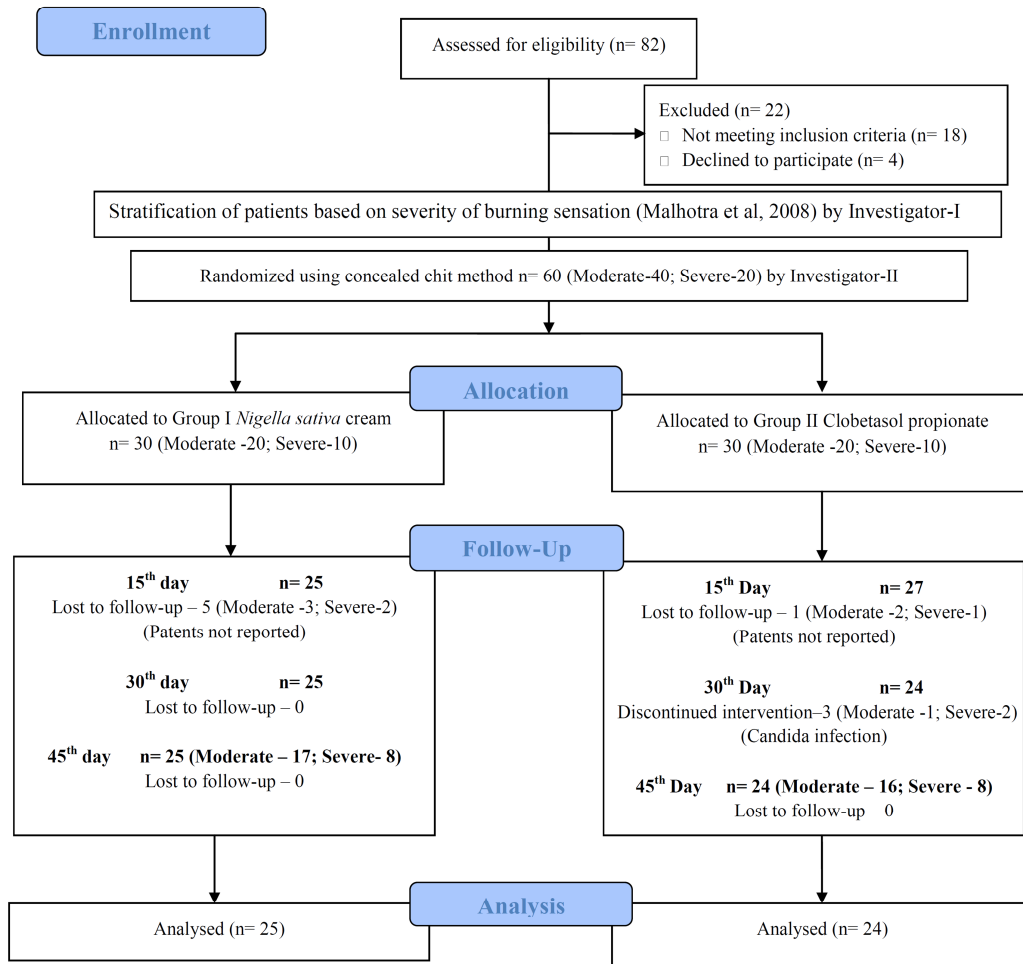 Enrollment
Assessed for eligibility (n= 82)
Excluded (n= 22)
□ Not meeting inclusion criteria (n= 18)
□ Declined to participate (n= 4)
Stratification of patients based on severity of burning sensation (Malhotra et al, 2008) by Investigator-I
Randomized using concealed chit method n= 60 (Moderate-40; Severe-20) by Investigator-II
Allocation
Allocated to Group I Nigella sativa cream
n= 30 (Moderate -20; Severe-10)
Allocated to Group II Clobetasol propionate
n= 30 (Moderate -20; Severe-10)
Follow-Up
15th day n= 25
Lost to follow-up – 5 (Moderate -3; Severe-2)
(Patents not reported)
30th day n= 25
Lost to follow-up – 0
45th day n= 25 (Moderate – 17; Severe- 8)
Lost to follow-up – 0
15th Day n= 27
Lost to follow-up – 1 (Moderate -2; Severe-1)
(Patents not reported)
30th Day n= 24
Discontinued intervention–3 (Moderate -1; Severe-2)
(Candida infection)
45th Day n= 24 (Moderate – 16; Severe - 8)
Lost to follow-up 0
Analysis
Analysed (n= 25)
Analysed (n= 24)